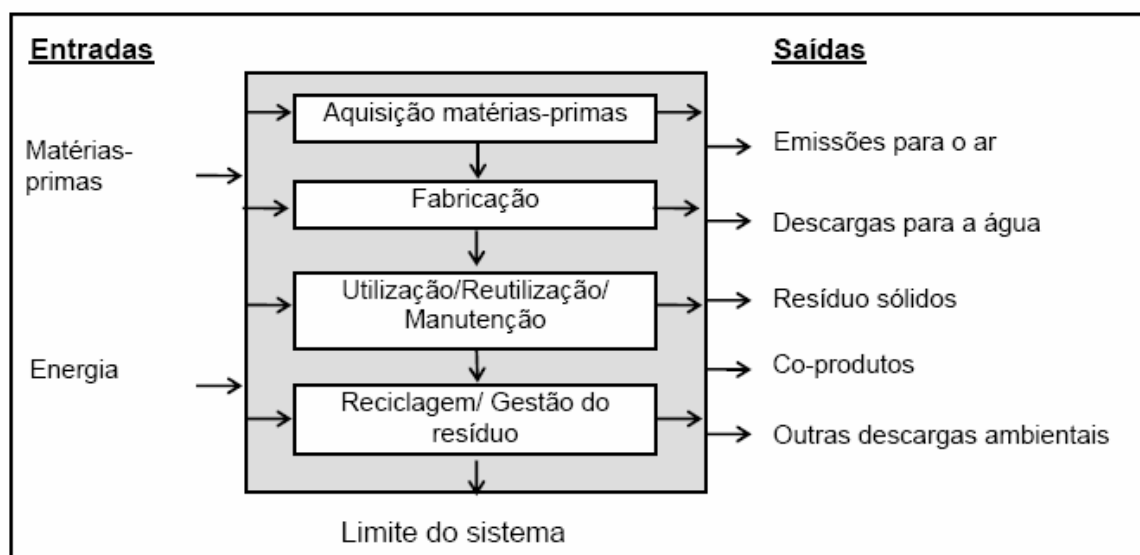 Entradas
Saídas
Matérias-
primas
Energia
Aquisição matérias-primas
Fabricação
Utilização/Reutilização/
Manutenção
Reciclagem/ Gestão do
resíduo
Limite do sistema
Emissões para o ar
Descargas para a água
Resíduo sólidos
Co-produtos
Outras descargas ambientais